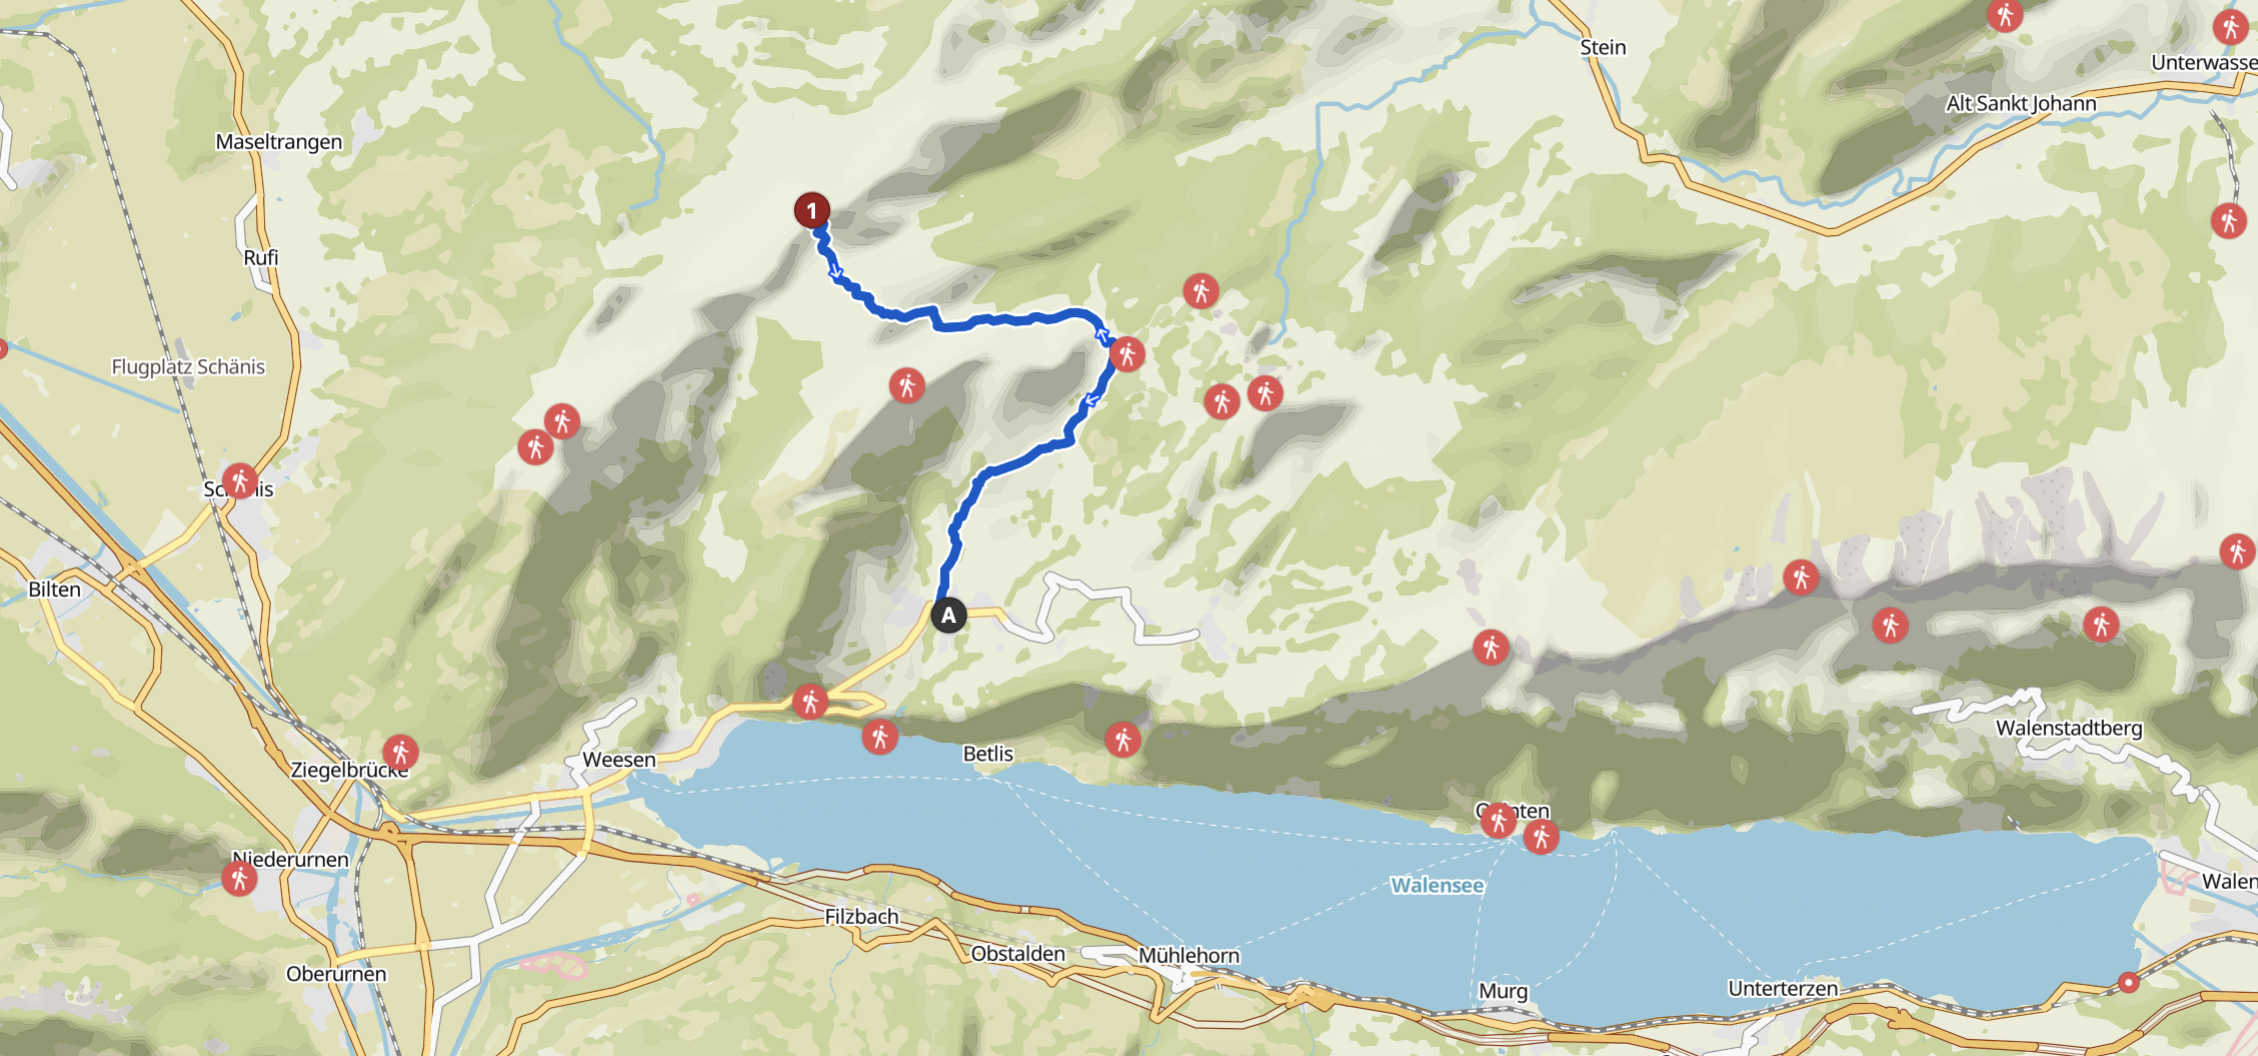 Stein
Unterwasse
Alt Sankt Johann
Maseltrangen
1
Rufi
Flugplatz Schänis
Bilten
A
Walenstadtberg
Betlis
Weesen
Ziegelbrücke
Niederurnen
Walensee
Walen
Filzbach
Obstalden
Mühlehorn
Oberurnen
Murg
Unterterzen